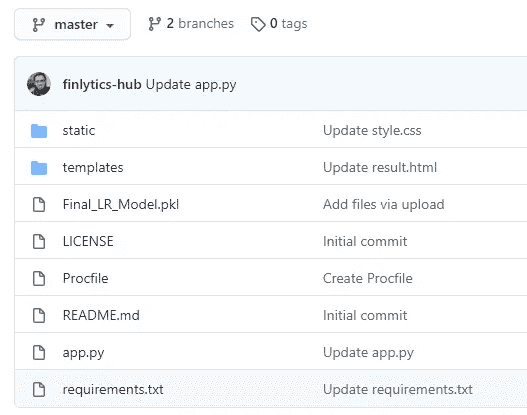 master 2 branches 0 tags
finlytics-hub Update app.py
static Update style.css
templates Update result.html
Final_LR_Model.pkl Add files via upload
LICENSE Initial commit
Procfile Create Procfile
README.md Initial commit
app.py Update app.py
requirements.txt Update requirements.txt